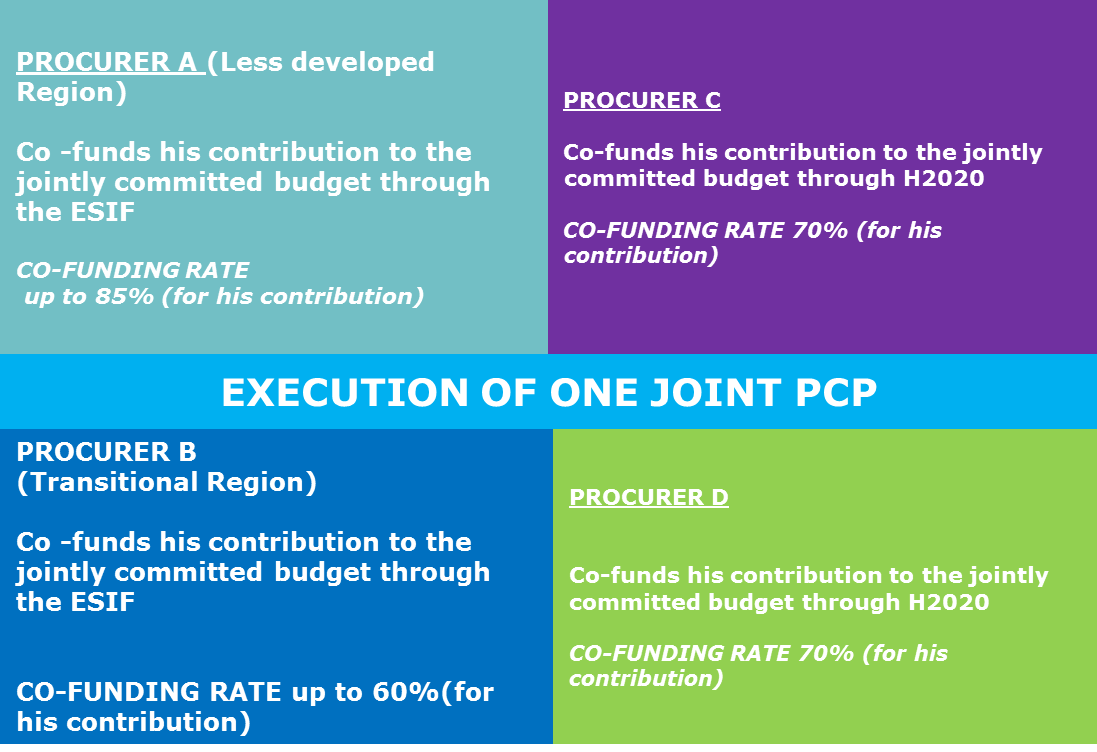 PROCURER A (Less developed
Region)
Co -funds his contribution to the
jointly committed budget through
the ESIF
CO-FUNDING RATE
up to 85% (for his contribution)
PROCURER C
Co-funds his contribution to the jointly
committed budget through H2020
CO-FUNDING RATE 70% (for his
contribution)
EXECUTION OF ONE JOINT PCP
PROCURER B
(Transitional Region)
Co -funds his contribution to the
jointly committed budget through
the ESIF
CO-FUNDING RATE up to 60%(for
his contribution)
PROCURER D
Co-funds his contribution to the jointly
committed budget through H2020
CO-FUNDING RATE 70% (for his
contribution)